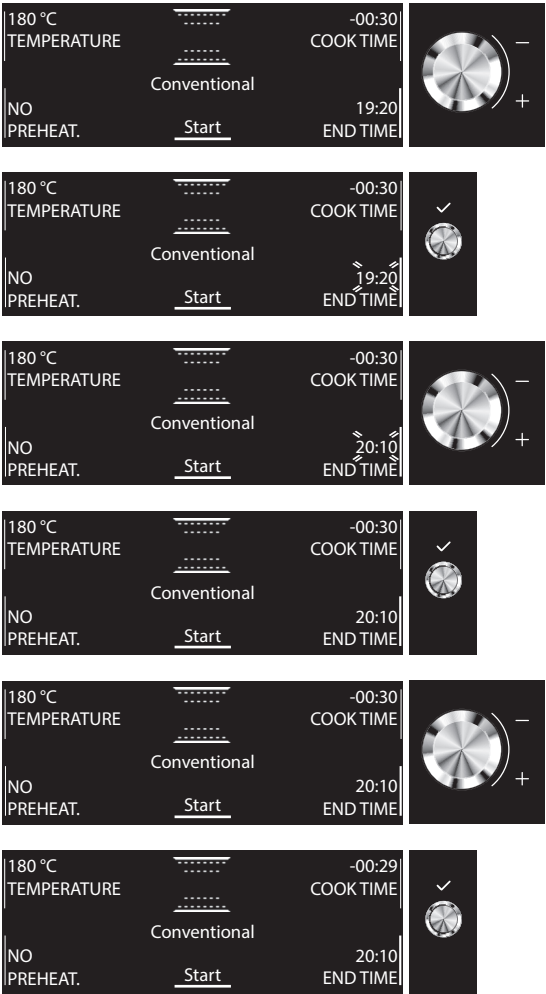 180 °C -00:30
TEMPERATURE COOK TIME
Conventional
NO 19:20
PREHEAT. Start END TIME
− +
180 °C -00:30
TEMPERATURE COOK TIME
Conventional
NO 19:20
PREHEAT. Start END TIME
180 °C -00:30
TEMPERATURE COOK TIME
Conventional
NO 20:10
PREHEAT. Start END TIME
− +
180 °C -00:30
TEMPERATURE COOK TIME
Conventional
NO 20:10
PREHEAT. Start END TIME
180 °C -00:30
TEMPERATURE COOK TIME
Conventional
NO 20:10
PREHEAT. Start END TIME
− +
180 °C -00:29
TEMPERATURE COOK TIME
Conventional
NO 20:10
PREHEAT. Start END TIME